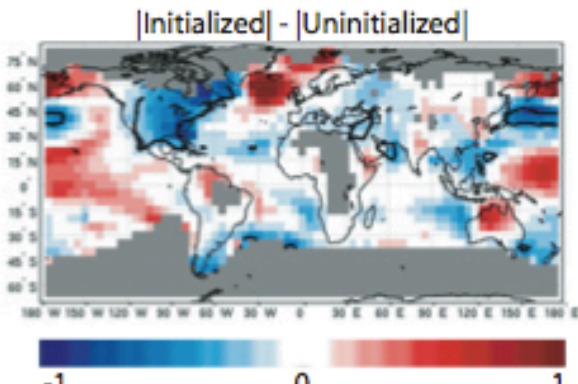 |Initialized| - |Uninitialized|
75° N
60° N
45° N
30° N
15° N
0°
15° S
30° S
45° S
60° S
180 W 150 W 120 W 90 W 60 W 30 W 0 30 E 60 E 90 E 120 E 150 E 180 E
-1 0 1